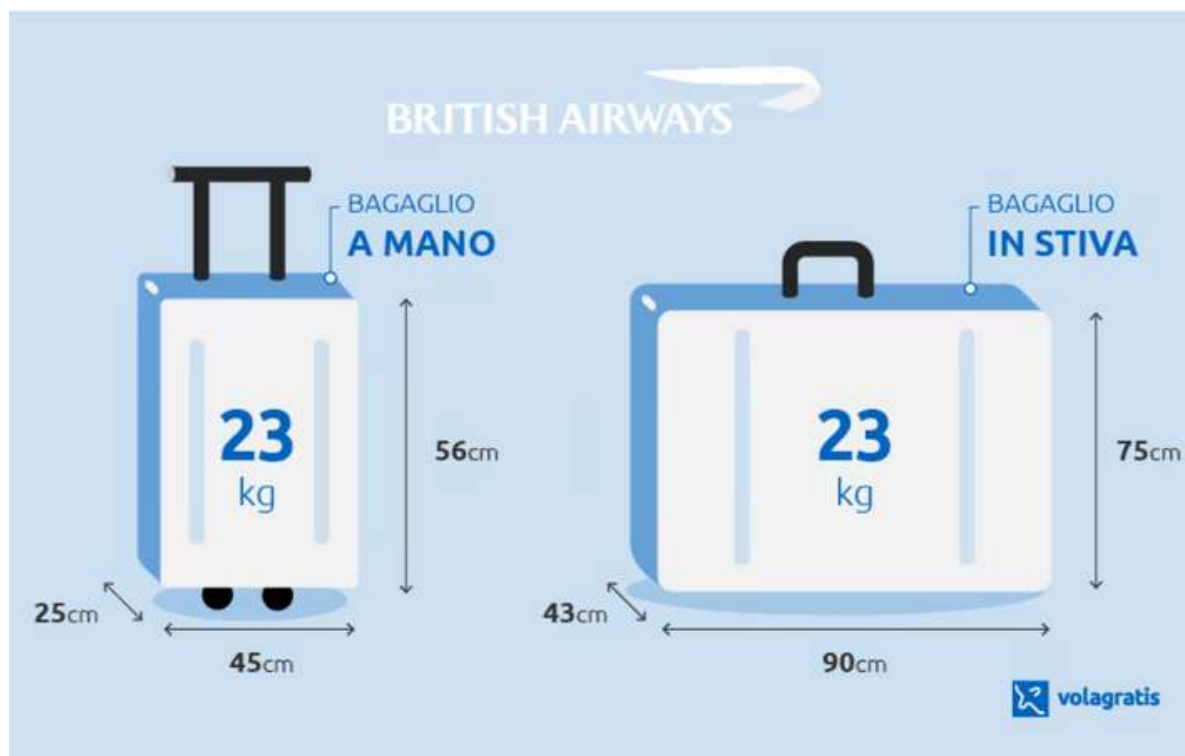 BRITISH AIRWAYS
BAGAGLIO
A MANO
23
kg
56cm
25cm
45cm
BAGAGLIO
IN STIVA
23
kg
75cm
43cm
90cm
volagratis